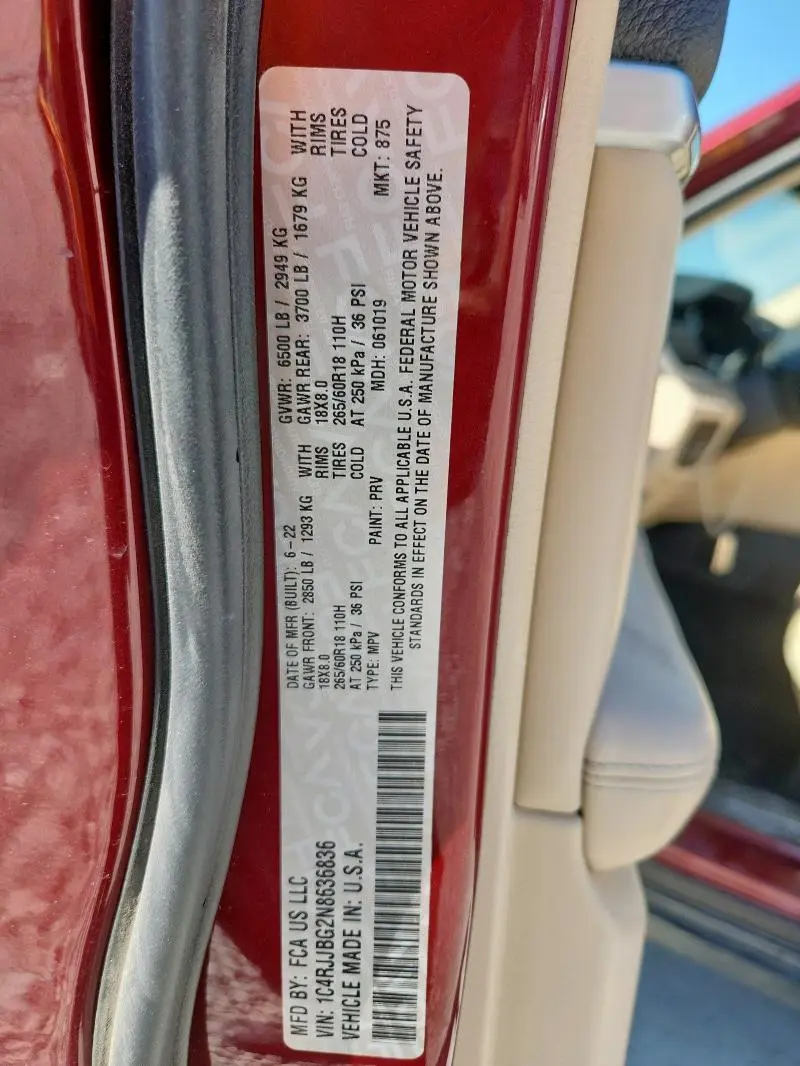 MFD BY: FCA US LLC
VIN: 1C4RJJBG2N8636836
VEHICLE MADE IN: U.S.A.
DATE OF MFR (BUILT): 6-22
GAWR FRONT: 2850 LB / 1293 KG WITH
18X8.0 RIMS
265/60R18 110H TIRES
AT 250 kPa / 36 PSI COLD
TYPE: MPV PAINT: PRV
GVWR: 6500 LB / 2949 KG
GAWR REAR: 3700 LB / 1679 KG WITH
18X8.0 RIMS
265/60R18 110H TIRES
AT 250 kPa / 36 PSI COLD
MDH: 061019 MKT: 875
THIS VEHICLE CONFORMS TO ALL APPLICABLE U.S.A. FEDERAL MOTOR VEHICLE SAFETY
STANDARDS IN EFFECT ON THE DATE OF MANUFACTURE SHOWN ABOVE.